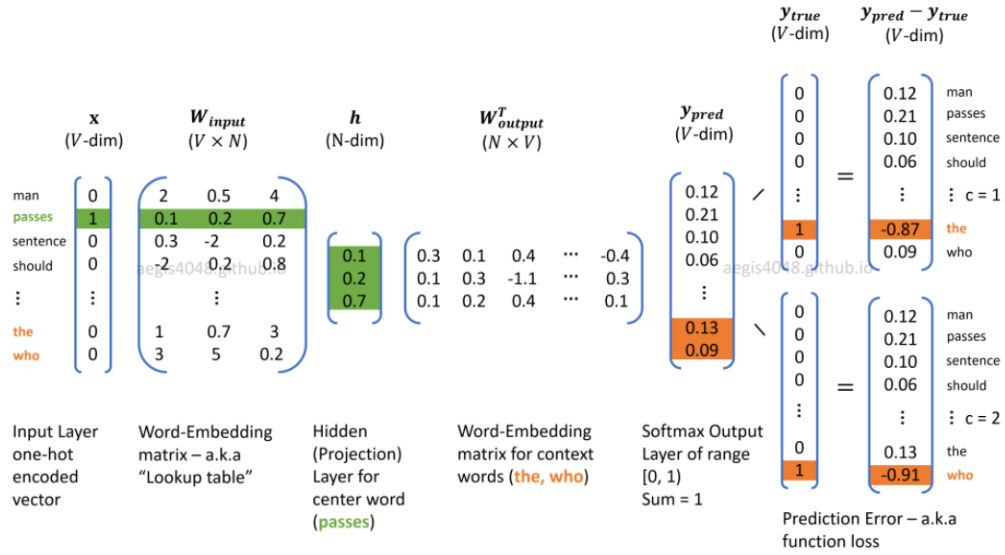 y_true
(V-dim)
y_pred − y_true
(V-dim)
x
(V-dim)
W_input
(V × N)
h
(N-dim)
W^T_output
(N × V)
y_pred
(V-dim)
man 0 2 0.5 4
passes 1 0.1 0.2 0.7
sentence 0 0.3 -2 0.2
should 0 -2 0.2 0.8
⋮ ⋮ ⋮
the 0 1 0.7 3
who 0 3 5 0.2
0.1
0.2
0.7
0.3 0.1 0.4 ⋯ -0.4
0.1 0.3 -1.1 ⋯ 0.3
0.1 0.2 0.4 ⋯ 0.1
0.12
0.21
0.10
0.06
⋮
0.13
0.09
0 0.12 man
0 0.21 passes
0 0.10 sentence
0 = 0.06 should
⋮ ⋮ ⋮ c = 1
1 -0.87 the
0 0.09 who
0 0.12 man
0 0.21 passes
0 0.10 sentence
0 = 0.06 should
⋮ ⋮ ⋮ c = 2
0 0.13 the
1 -0.91 who
aegis4048.github.io
aegis4048.github.io
Input Layer
one-hot
encoded
vector
Word-Embedding
matrix – a.k.a
“Lookup table”
Hidden
(Projection)
Layer for
center word
(passes)
Word-Embedding
matrix for context
words (the, who)
Softmax Output
Layer of range
[0, 1)
Sum = 1
Prediction Error – a.k.a
function loss